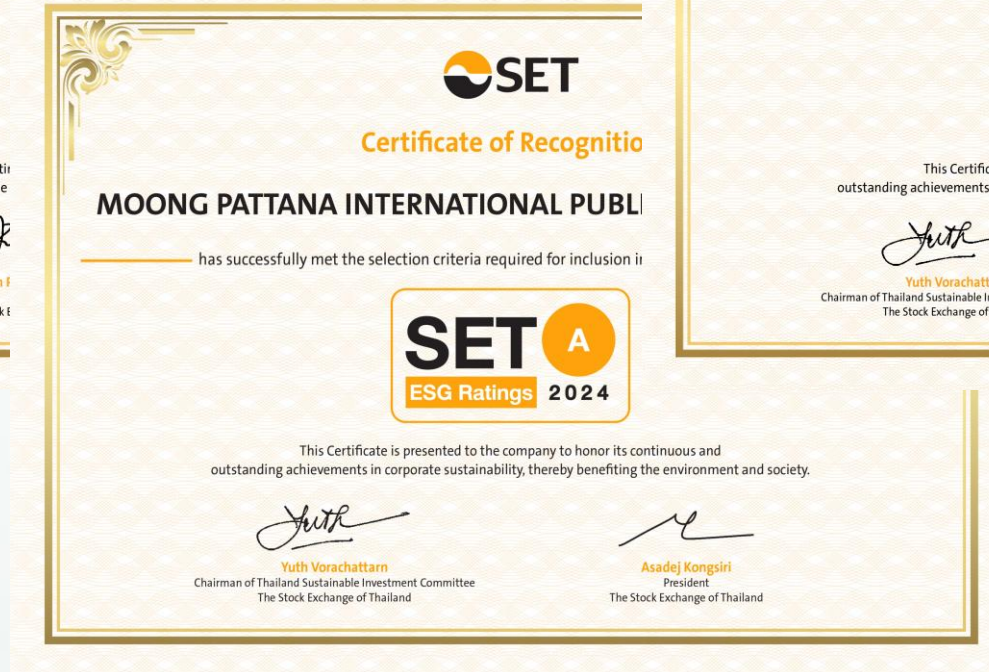 SET
Certificate of Recognitio
MOONG PATTANA INTERNATIONAL PUBLI
has successfully met the selection criteria required for inclusion i
SET A
ESG Ratings 2024
This Certificate is presented to the company to honor its continuous and
outstanding achievements in corporate sustainability, thereby benefiting the environment and society.
Yuth
Yuth Vorachattarn
Chairman of Thailand Sustainable Investment Committee
The Stock Exchange of Thailand
Asadej Kongsiri
President
The Stock Exchange of Thailand
This Certific
outstanding achievements
Yuth
Yuth Vorachatt
Chairman of Thailand Sustainable I
The Stock Exchange of